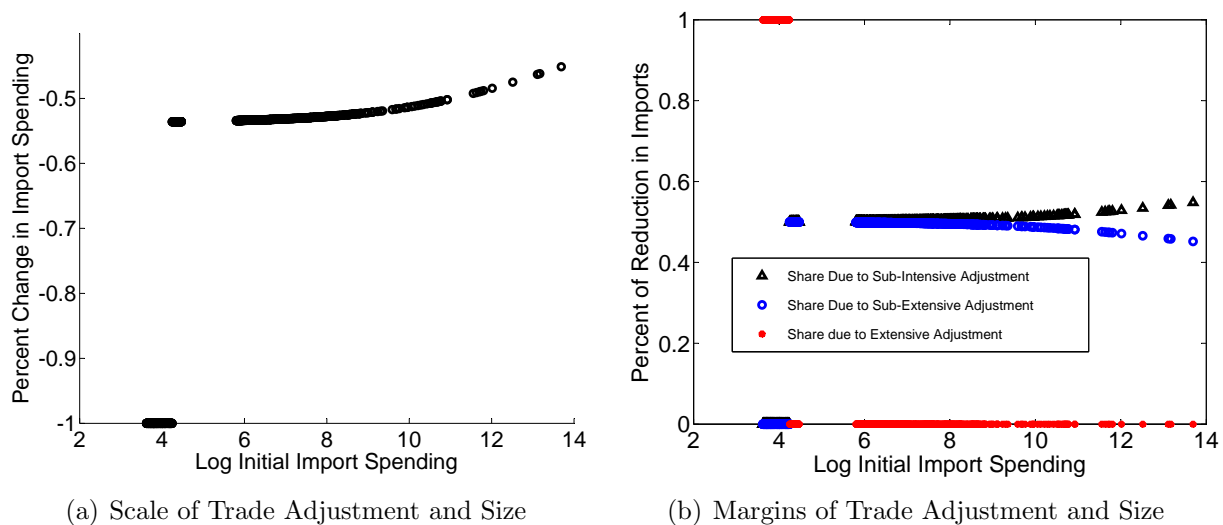 Percent Change in Import Spending
-0.5
-0.6
-0.7
-0.8
-0.9
-1
2 4 6 8 10 12 14
Log Initial Import Spending
(a) Scale of Trade Adjustment and Size
Percent of Reduction in Imports
1
0.8
0.6
0.4
0.2
0
Share Due to Sub-Intensive Adjustment
Share Due to Sub-Extensive Adjustment
Share due to Extensive Adjustment
2 4 6 8 10 12 14
Log Initial Import Spending
(b) Margins of Trade Adjustment and Size